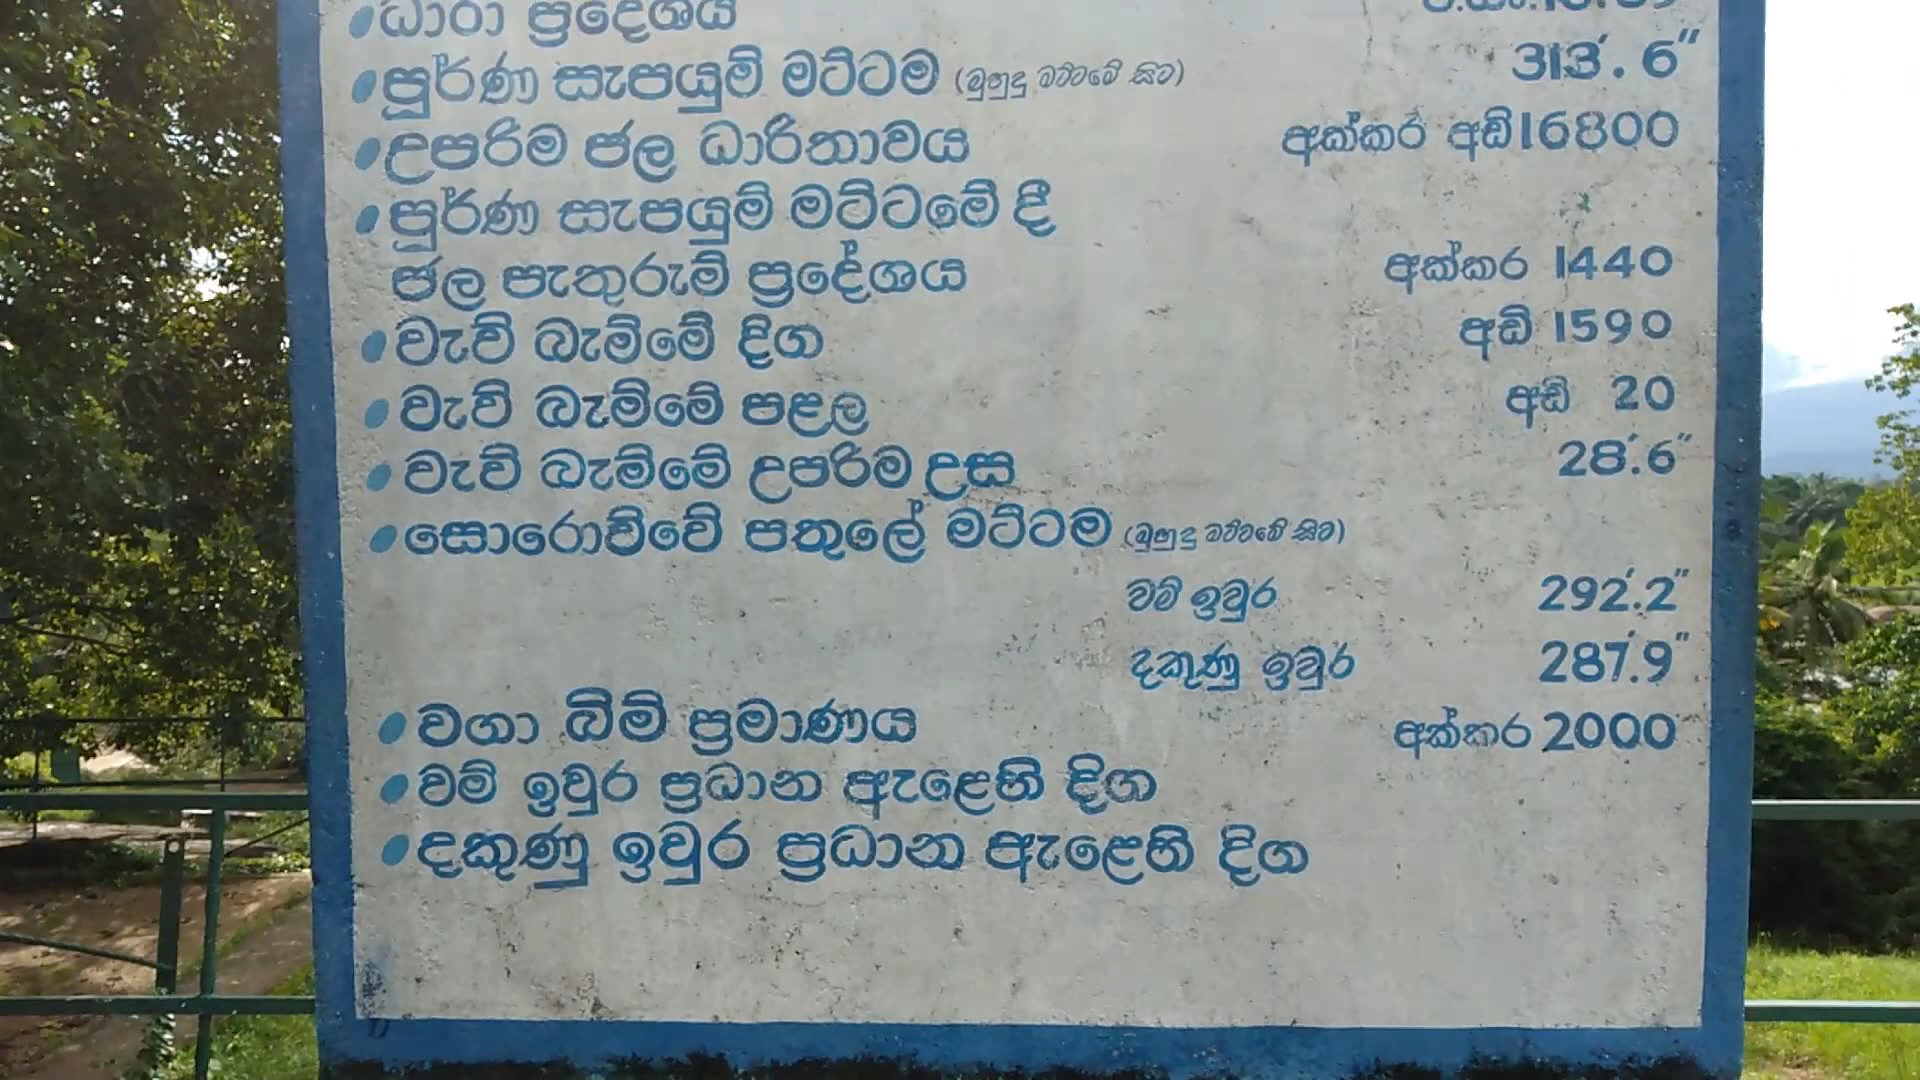 ධාරා ප්‍රදේශය
පූර්ණ සැපයුම් මට්ටම (මුහුදු මට්ටමේ සිට) 313'. 6"
උපරිම ජල ධාරිතාවය අක්කර අඩි 16800
පූර්ණ සැපයුම් මට්ටමේ දී
ජල පැතුරුම් ප්‍රදේශය අක්කර 1440
වැව් බැම්මේ දිග අඩි 1590
වැව් බැම්මේ පළල අඩි 20
වැව් බැම්මේ උපරිම උස 28'.6"
සොරොව්වේ පතුලේ මට්ටම (මුහුදු මට්ටමේ සිට)
වම් ඉවුර 292'.2"
දකුණු ඉවුර 287'.9"
වගා බිම් ප්‍රමාණය අක්කර 2000
වම් ඉවුර ප්‍රධාන ඇළෙහි දිග
දකුණු ඉවුර ප්‍රධාන ඇළෙහි දිග